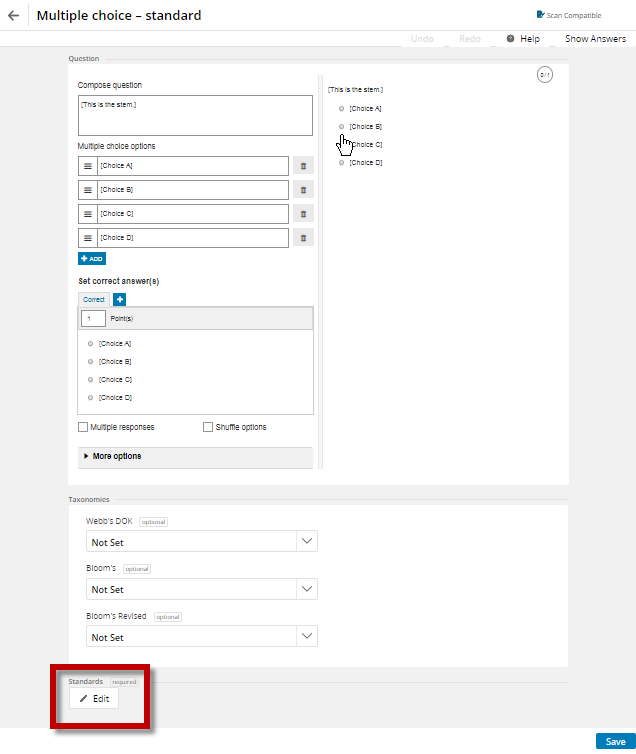 Multiple choice – standard
Scan Compatible
Undo Redo Help Show Answers
Question
Compose question
[This is the stem.]
Multiple choice options
[Choice A]
[Choice B]
[Choice C]
[Choice D]
+ ADD
Set correct answer(s)
Correct +
1 Point(s)
[Choice A]
[Choice B]
[Choice C]
[Choice D]
Multiple responses Shuffle options
More options
0/1
[This is the stem.]
[Choice A]
[Choice B]
Choice C]
[Choice D]
Taxonomies
Webb's DOK optional
Not Set
Bloom's optional
Not Set
Bloom's Revised optional
Not Set
Standards required
Edit
Save